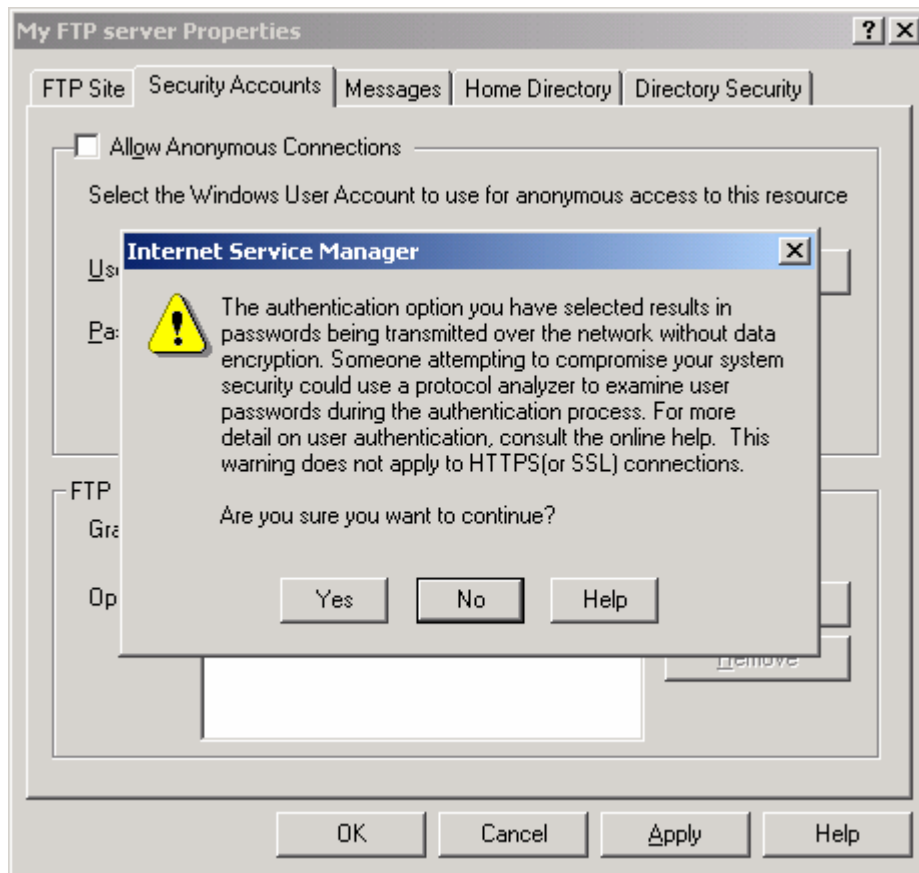 My FTP server Properties
FTP Site Security Accounts Messages Home Directory Directory Security
Allow Anonymous Connections
Select the Windows User Account to use for anonymous access to this resource
Internet Service Manager
The authentication option you have selected results in
passwords being transmitted over the network without data
encryption. Someone attempting to compromise your system
security could use a protocol analyzer to examine user
passwords during the authentication process. For more
detail on user authentication, consult the online help. This
warning does not apply to HTTPS(or SSL) connections.
Are you sure you want to continue?
FTP
Gra
Op
Yes No Help
Remove
OK Cancel Apply Help